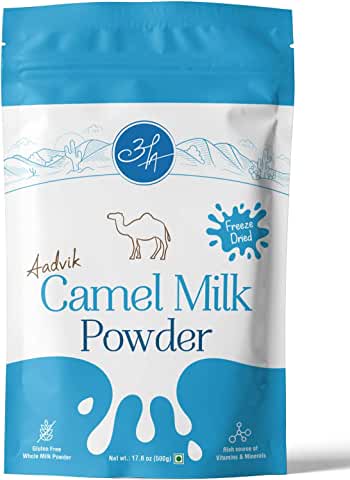 अA
Freeze
Dried
Aadvik
Camel Milk
Powder
Gluten Free
Whole Milk Powder
Rich source of
Vitamins & Minerals
Net wt.: 17.6 oz (500g)